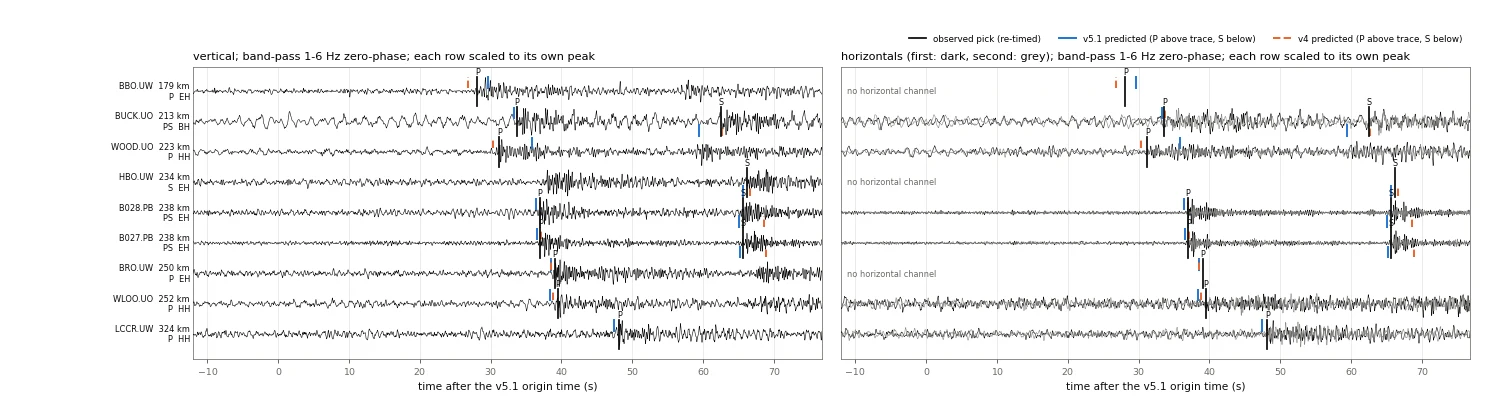 observed pick (re-timed)
v5.1 predicted (P above trace, S below)
v4 predicted (P above trace, S below)
vertical; band-pass 1-6 Hz zero-phase; each row scaled to its own peak
horizontals (first: dark, second: grey); band-pass 1-6 Hz zero-phase; each row scaled to its own peak
BBO.UW 179 km
P EH
BUCK.UO 213 km
PS BH
WOOD.UO 223 km
P HH
HBO.UW 234 km
S EH
B028.PB 238 km
PS EH
B027.PB 238 km
PS EH
BRO.UW 250 km
P EH
WLOO.UO 252 km
P HH
LCCR.UW 324 km
P HH
P
P
S
P
S
P
S
P
P
P
no horizontal channel
no horizontal channel
no horizontal channel
P
P
S
P
S
P
S
P
P
P
−10 0 10 20 30 40 50 60 70
time after the v5.1 origin time (s)
−10 0 10 20 30 40 50 60 70
time after the v5.1 origin time (s)